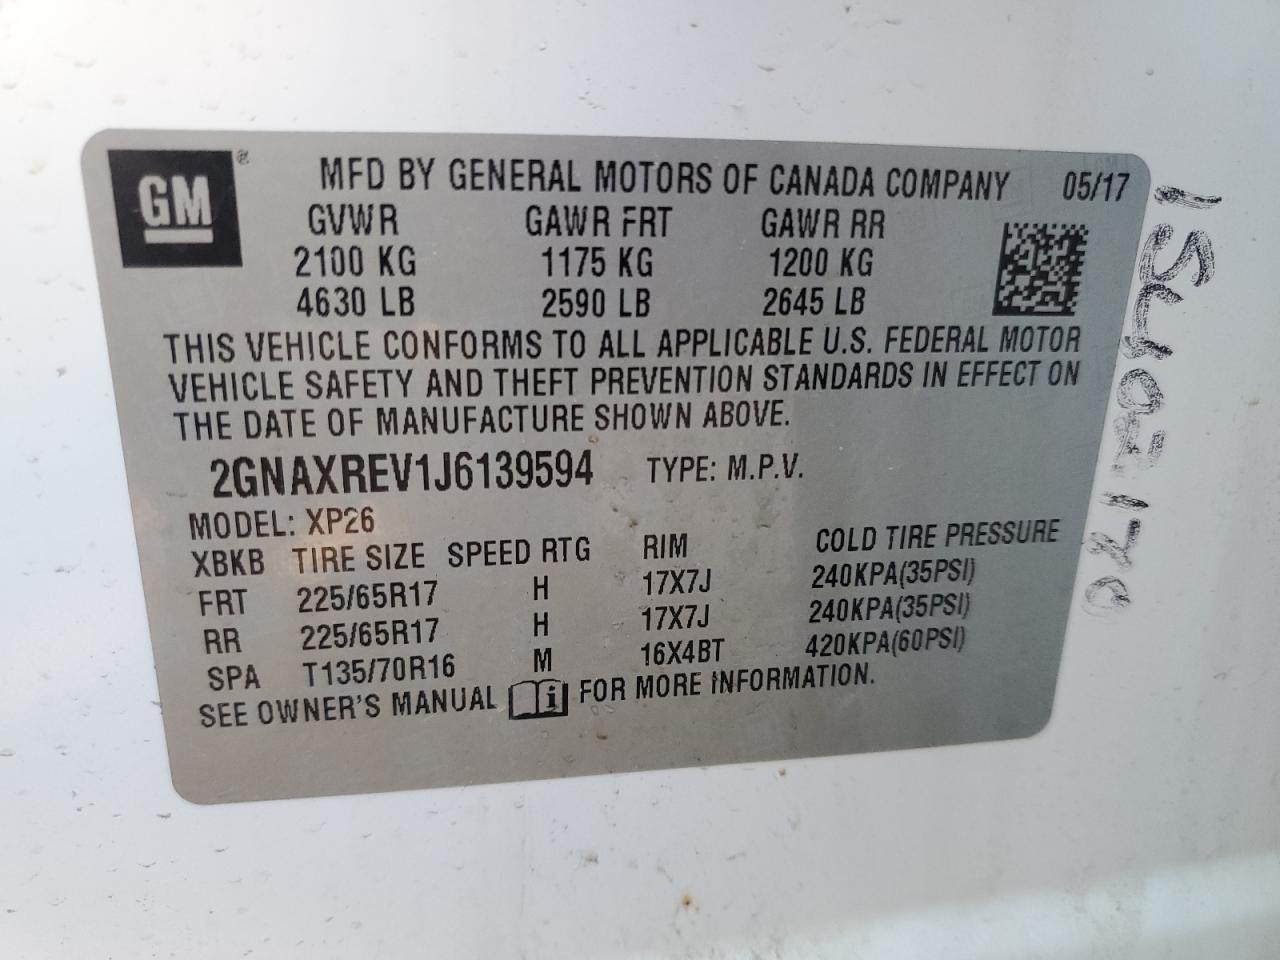 GM ®
MFD BY GENERAL MOTORS OF CANADA COMPANY 05/17
GVWR GAWR FRT GAWR RR
2100 KG 1175 KG 1200 KG
4630 LB 2590 LB 2645 LB
THIS VEHICLE CONFORMS TO ALL APPLICABLE U.S. FEDERAL MOTOR
VEHICLE SAFETY AND THEFT PREVENTION STANDARDS IN EFFECT ON
THE DATE OF MANUFACTURE SHOWN ABOVE.
2GNAXREV1J6139594 TYPE: M.P.V.
MODEL: XP26
XBKB TIRE SIZE SPEED RTG RIM COLD TIRE PRESSURE
FRT 225/65R17 H 17X7J 240KPA(35PSI)
RR 225/65R17 H 17X7J 240KPA(35PSI)
SPA T135/70R16 M 16X4BT 420KPA(60PSI)
SEE OWNER'S MANUAL i FOR MORE INFORMATION.